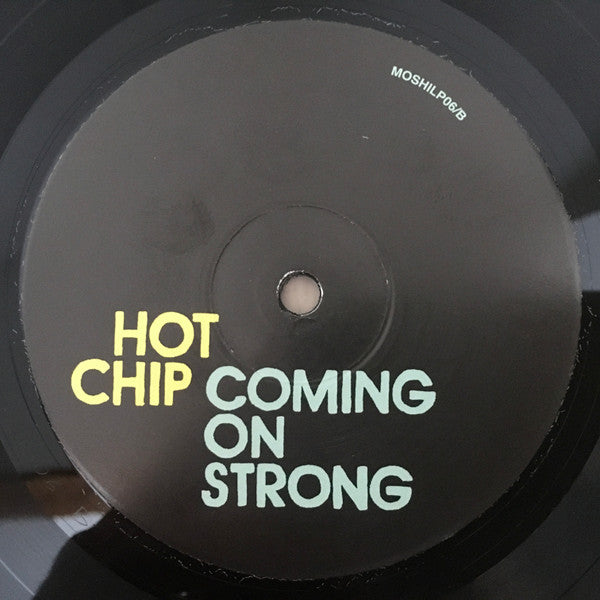 MOSHILP06/B
HOT
CHIP COMING
ON
STRONG